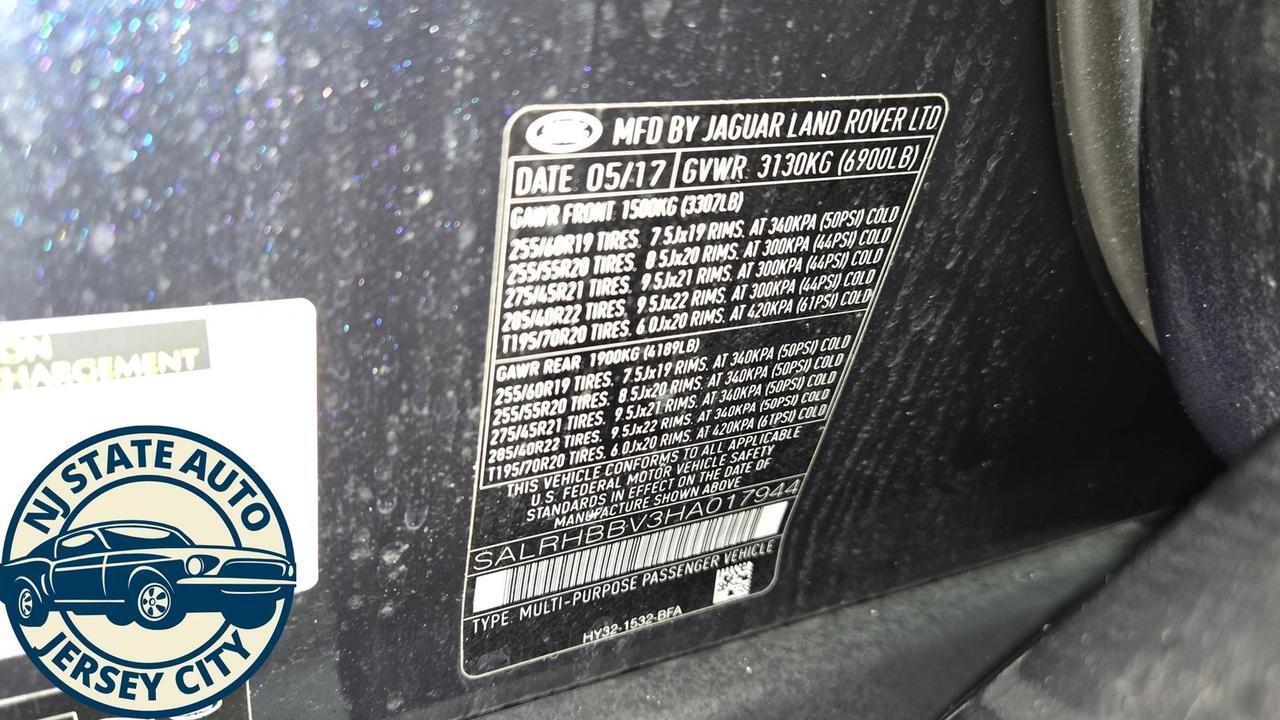 MFD BY JAGUAR LAND ROVER LTD
DATE 05/17 GVWR 3130KG (6900LB)
GAWR FRONT 1500KG (3307LB)
255/60R19 TIRES. 7.5Jx19 RIMS. AT 340KPA (50PSI) COLD
255/55R20 TIRES. 8.5Jx20 RIMS. AT 300KPA (44PSI) COLD
275/45R21 TIRES. 9.5Jx21 RIMS. AT 300KPA (44PSI) COLD
285/40R22 TIRES. 9.5Jx22 RIMS. AT 300KPA (44PSI) COLD
T195/70R20 TIRES. 6.0Jx20 RIMS. AT 420KPA (61PSI) COLD
GAWR REAR 1900KG (4189LB)
255/60R19 TIRES. 7.5Jx19 RIMS. AT 340KPA (50PSI) COLD
255/55R20 TIRES. 8.5Jx20 RIMS. AT 340KPA (50PSI) COLD
275/45R21 TIRES. 9.5Jx21 RIMS. AT 340KPA (50PSI) COLD
285/40R22 TIRES. 9.5Jx22 RIMS. AT 340KPA (50PSI) COLD
T195/70R20 TIRES. 6.0Jx20 RIMS. AT 420KPA (61PSI) COLD
THIS VEHICLE CONFORMS TO ALL APPLICABLE
U.S. FEDERAL MOTOR VEHICLE SAFETY
STANDARDS IN EFFECT ON THE DATE OF
MANUFACTURE SHOWN ABOVE
SALRHBBV3HA017944
TYPE: MULTI-PURPOSE PASSENGER VEHICLE
HY32-1532-BFA
NJ STATE AUTO
JERSEY CITY